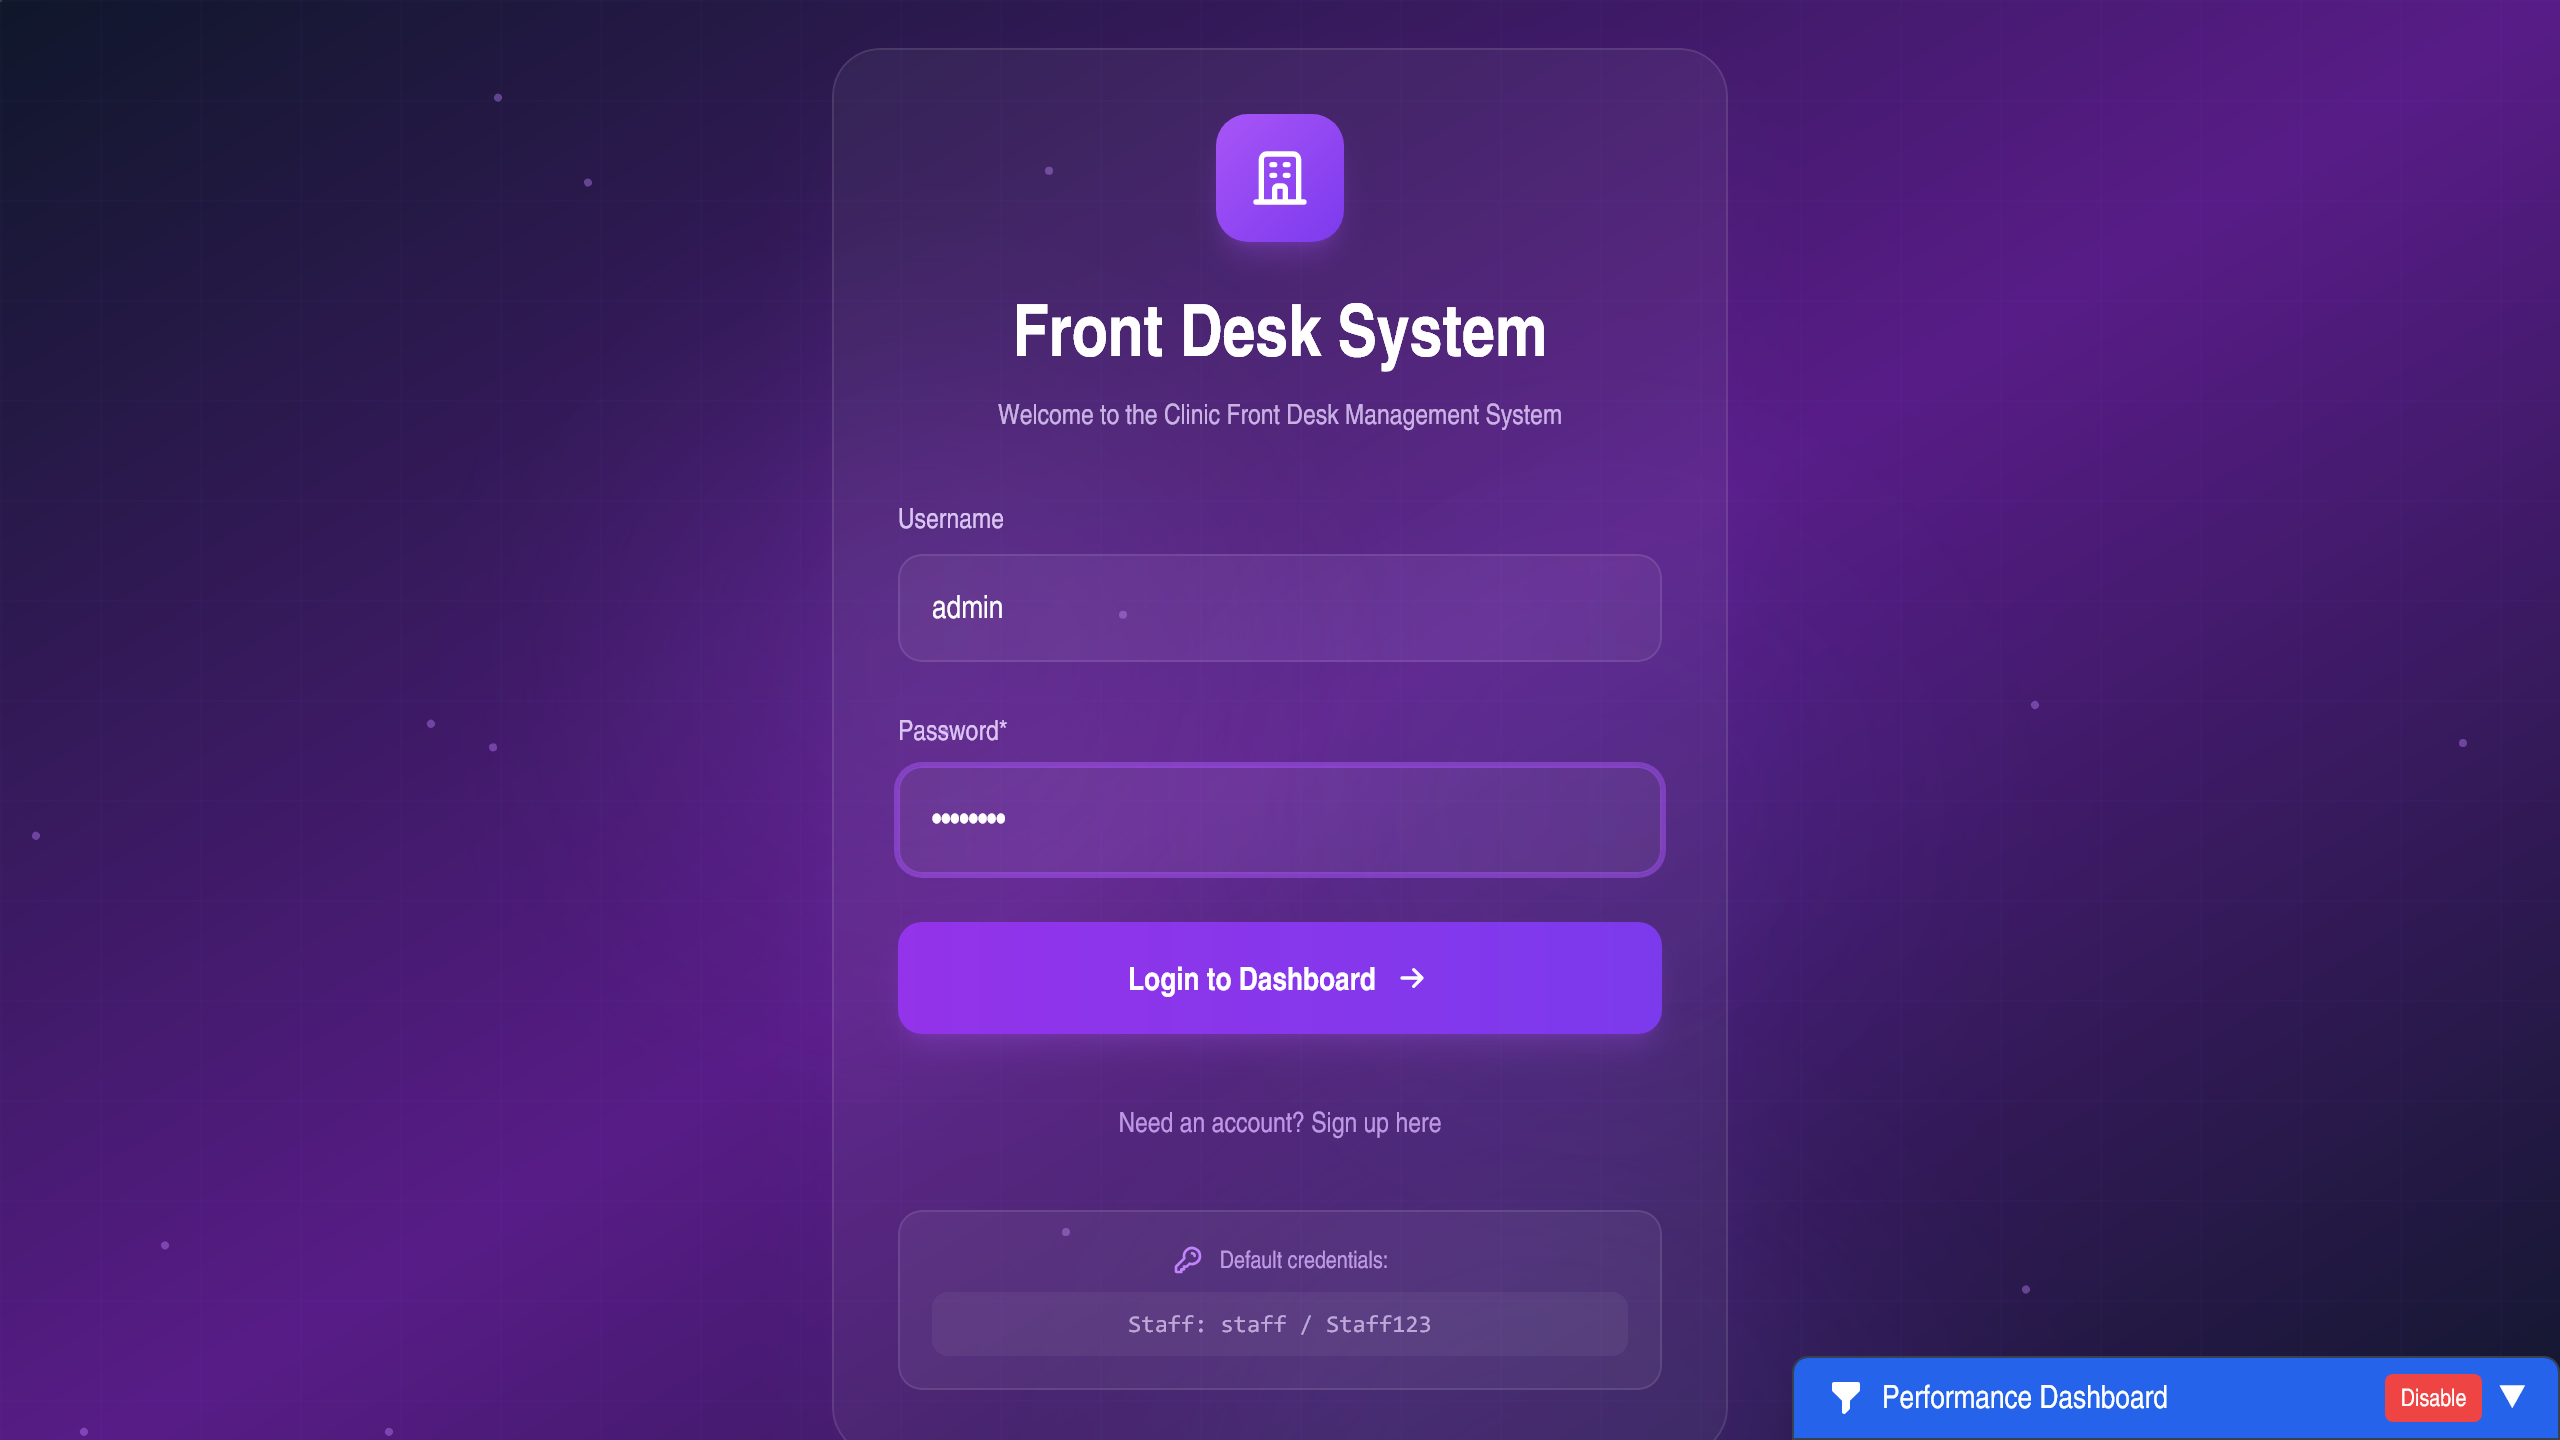 Front Desk System
Welcome to the Clinic Front Desk Management System
Username
admin
Password*
••••••••
Login to Dashboard →
Need an account? Sign up here
Default credentials:
Staff: staff / Staff123
Performance Dashboard
Disable ▼